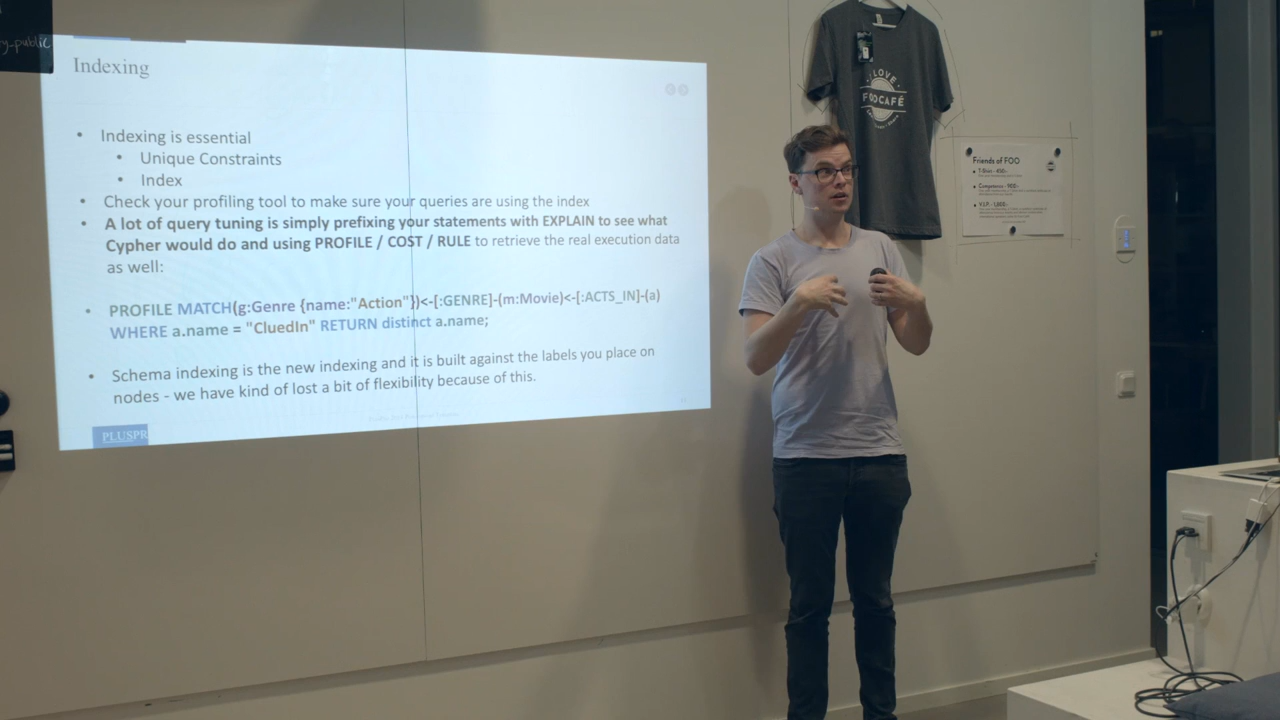 y_public
Indexing
• Indexing is essential
• Unique Constraints
• Index
• Check your profiling tool to make sure your queries are using the index
• A lot of query tuning is simply prefixing your statements with EXPLAIN to see what
Cypher would do and using PROFILE / COST / RULE to retrieve the real execution data
as well:
• PROFILE MATCH(g:Genre {name:"Action"})<-[:GENRE]-(m:Movie)<-[:ACTS_IN]-(a)
WHERE a.name = "CluedIn" RETURN distinct a.name;
• Schema indexing is the new indexing and it is built against the labels you place on
nodes - we have kind of lost a bit of flexibility because of this.
PLUSPR
I LOVE
FOOCAFÉ
Friends of FOO